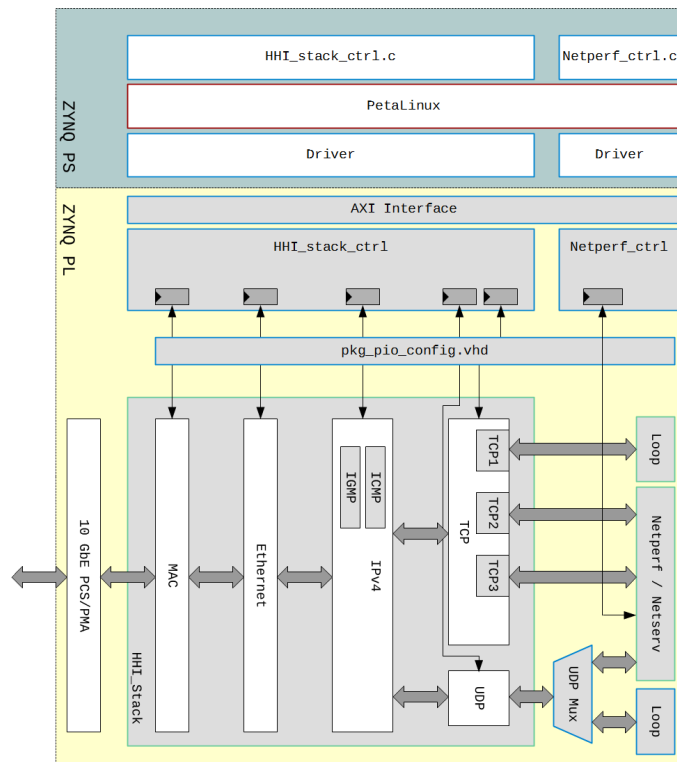 HHI_stack_ctrl.c
Netperf_ctrl.c
ZYNQ PS
PetaLinux
Driver
Driver
ZYNQ PL
AXI Interface
HHI_stack_ctrl
Netperf_ctrl
pkg_pio_config.vhd
10 GbE PCS/PMA
HHI_Stack
MAC
Ethernet
IPv4
IGMP
ICMP
TCP
TCP1
TCP2
TCP3
UDP
UDP Mux
Loop
Netperf / Netserv
Loop